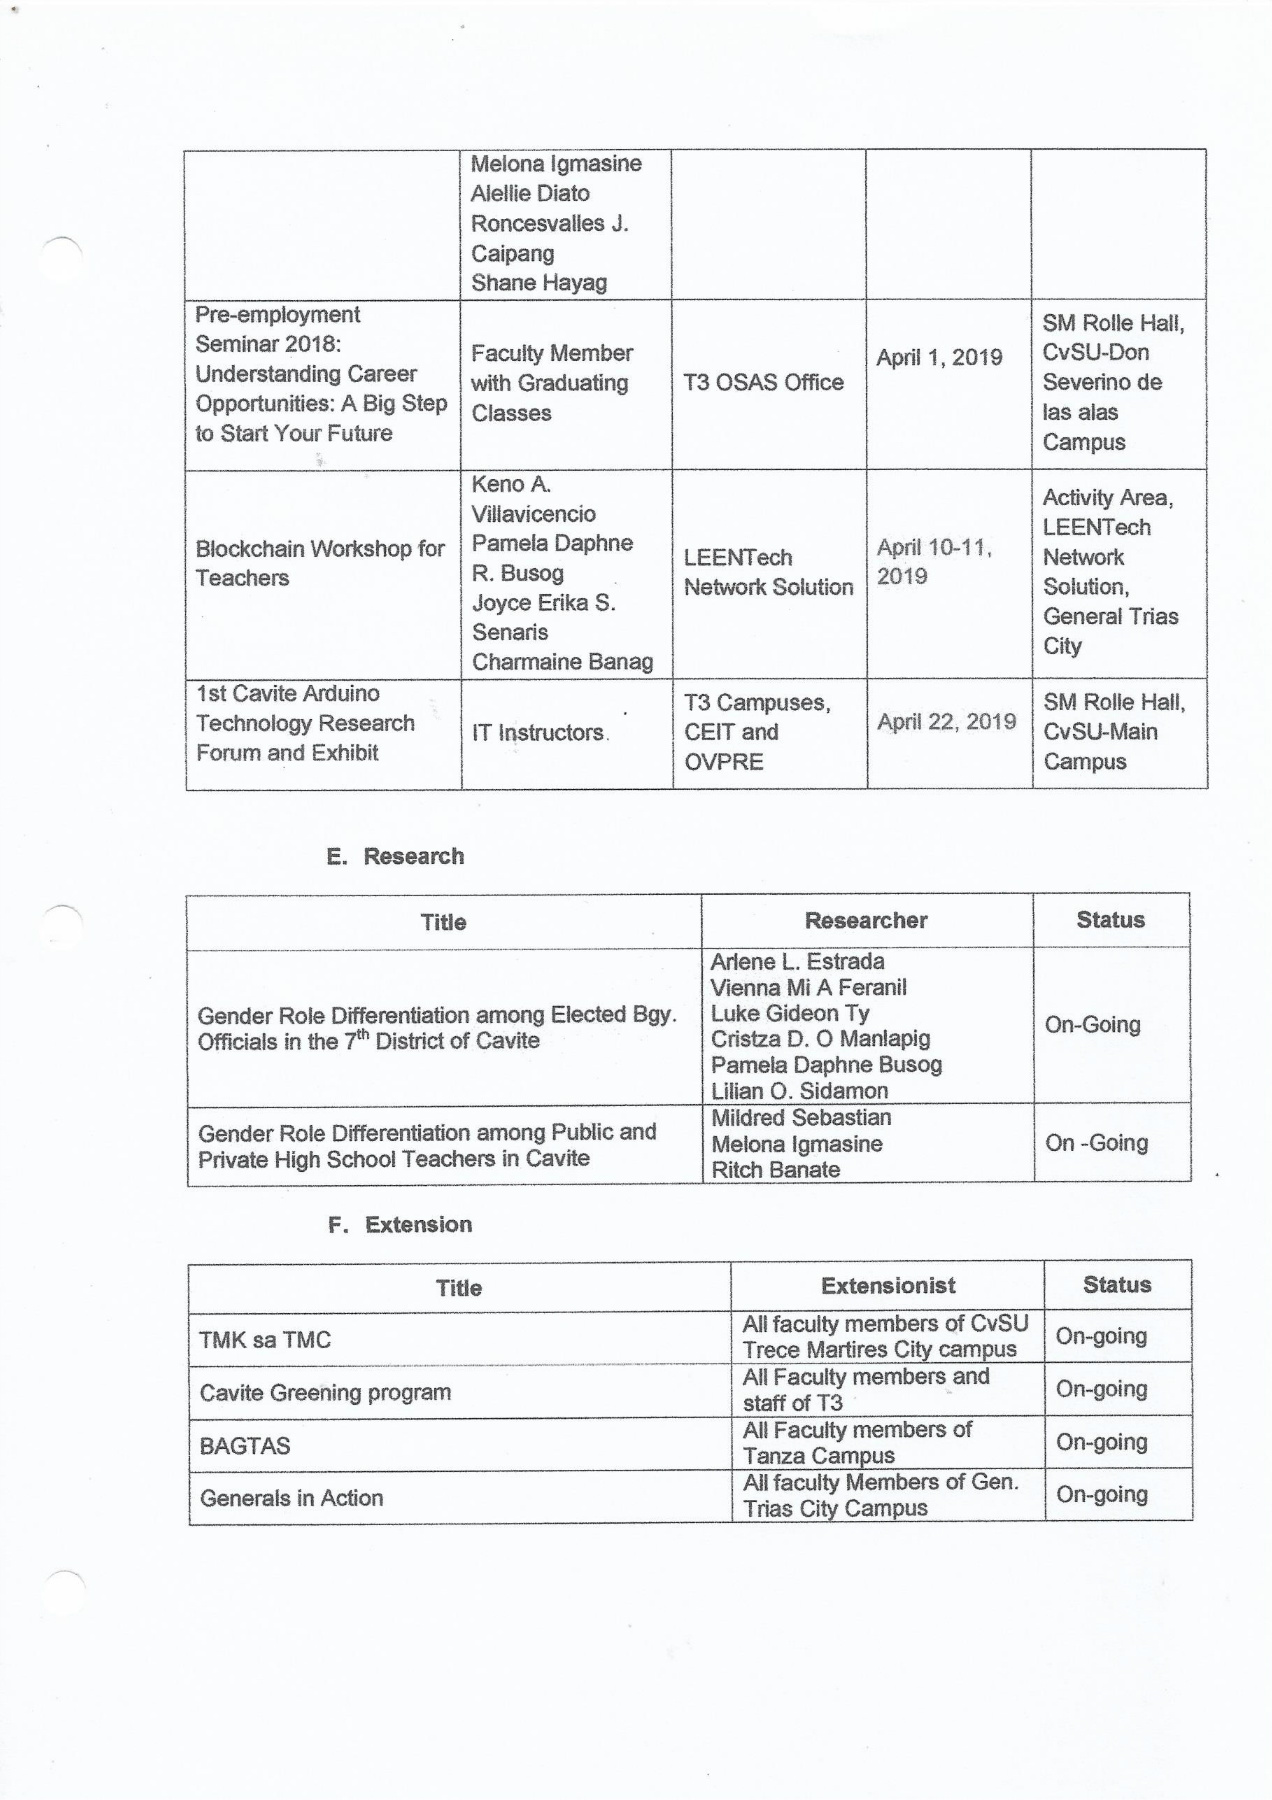 Melona Igmasine
Alellie Diato
Roncesvalles J.
Caipang
Shane Hayag
Pre-employment
Seminar 2018:
Understanding Career
Opportunities: A Big Step
to Start Your Future
Faculty Member
with Graduating
Classes
T3 OSAS Office
April 1, 2019
SM Rolle Hall,
CvSU-Don
Severino de
las alas
Campus
Blockchain Workshop for
Teachers
Keno A.
Villavicencio
Pamela Daphne
R. Busog
Joyce Erika S.
Senaris
Charmaine Banag
LEENTech
Network Solution
April 10-11,
2019
Activity Area,
LEENTech
Network
Solution,
General Trias
City
1st Cavite Arduino
Technology Research
Forum and Exhibit
IT Instructors
T3 Campuses,
CEIT and
OVPRE
April 22, 2019
SM Rolle Hall,
CvSU-Main
Campus
E. Research
Title
Researcher
Status
Gender Role Differentiation among Elected Bgy.
Officials in the 7th District of Cavite
Arlene L. Estrada
Vienna Mi A Feranil
Luke Gideon Ty
Cristza D. O Manlapig
Pamela Daphne Busog
Lilian O. Sidamon
On-Going
Gender Role Differentiation among Public and
Private High School Teachers in Cavite
Mildred Sebastian
Melona Igmasine
Ritch Banate
On -Going
F. Extension
Title
Extensionist
Status
TMK sa TMC
All faculty members of CvSU
Trece Martires City campus
On-going
Cavite Greening program
All Faculty members and
staff of T3
On-going
BAGTAS
All Faculty members of
Tanza Campus
On-going
Generals in Action
All faculty Members of Gen.
Trias City Campus
On-going